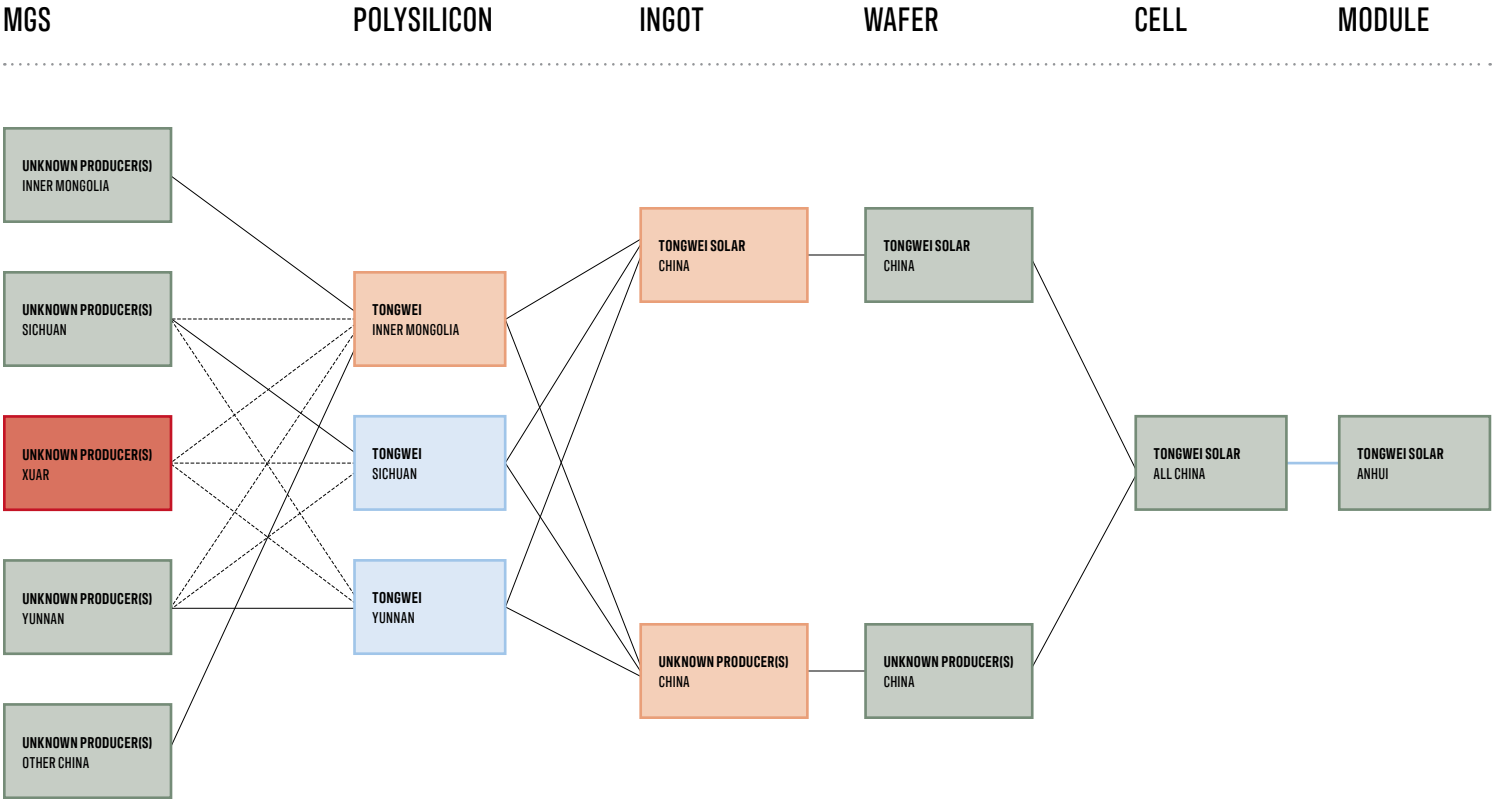 MGS
POLYSILICON
INGOT
WAFER
CELL
MODULE
UNKNOWN PRODUCER(S)
INNER MONGOLIA
UNKNOWN PRODUCER(S)
SICHUAN
UNKNOWN PRODUCER(S)
XUAR
UNKNOWN PRODUCER(S)
YUNNAN
UNKNOWN PRODUCER(S)
OTHER CHINA
TONGWEI
INNER MONGOLIA
TONGWEI
SICHUAN
TONGWEI
YUNNAN
TONGWEI SOLAR
CHINA
UNKNOWN PRODUCER(S)
CHINA
TONGWEI SOLAR
CHINA
UNKNOWN PRODUCER(S)
CHINA
TONGWEI SOLAR
ALL CHINA
TONGWEI SOLAR
ANHUI